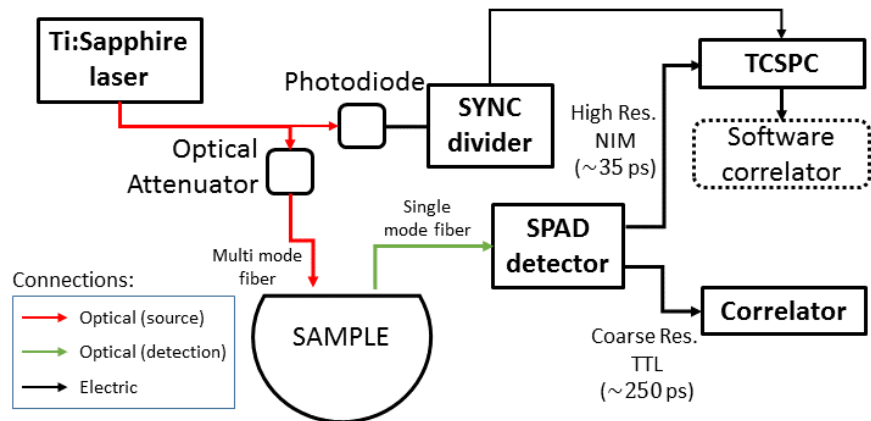 Ti:Sapphire
laser
Photodiode
SYNC
divider
TCSPC
High Res.
NIM
(~35 ps)
Software
correlator
Optical
Attenuator
Single
mode fiber
SPAD
detector
Multi mode
fiber
Connections:
Optical (source)
Optical (detection)
Electric
SAMPLE
Correlator
Coarse Res.
TTL
(~250 ps)